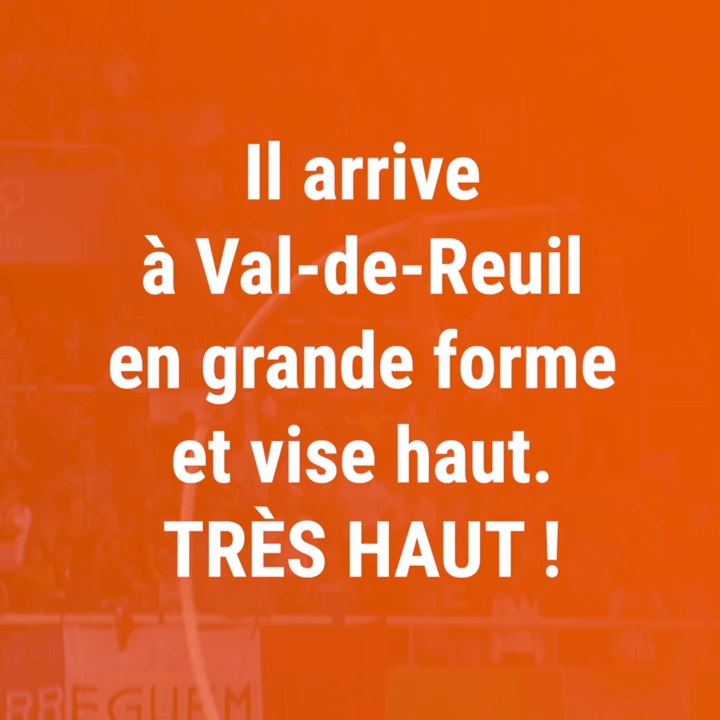 Il arrive
à Val-de-Reuil
en grande forme
et vise haut.
TRÈS HAUT !